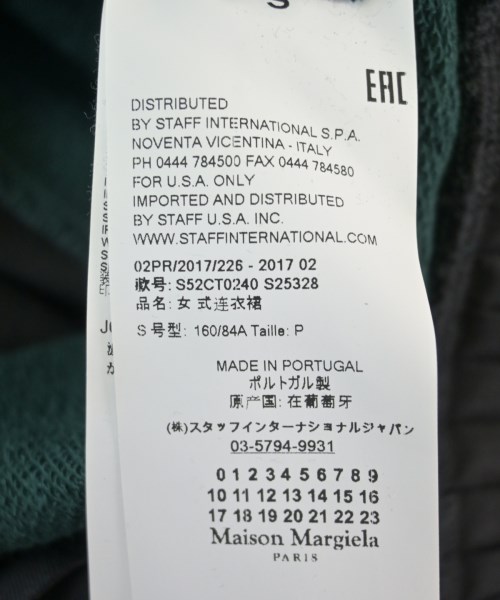 S
EAC
DISTRIBUTED
BY STAFF INTERNATIONAL S.P.A.
NOVENTA VICENTINA - ITALY
PH 0444 784500 FAX 0444 784580
FOR U.S.A. ONLY
IMPORTED AND DISTRIBUTED
BY STAFF U.S.A. INC.
WWW.STAFFINTERNATIONAL.COM
02PR/2017/226 - 2017 02
款号: S52CT0240 S25328
品名: 女式连衣裙
S 号型: 160/84A Taille: P
MADE IN PORTUGAL
ポルトガル製
原产国: 在葡萄牙
(株)スタッフインターナショナルジャパン
03-5794-9931
0 1 2 3 4 5 6 7 8 9
10 11 12 13 14 15 16
17 18 19 20 21 22 23
Maison Margiela
PARIS